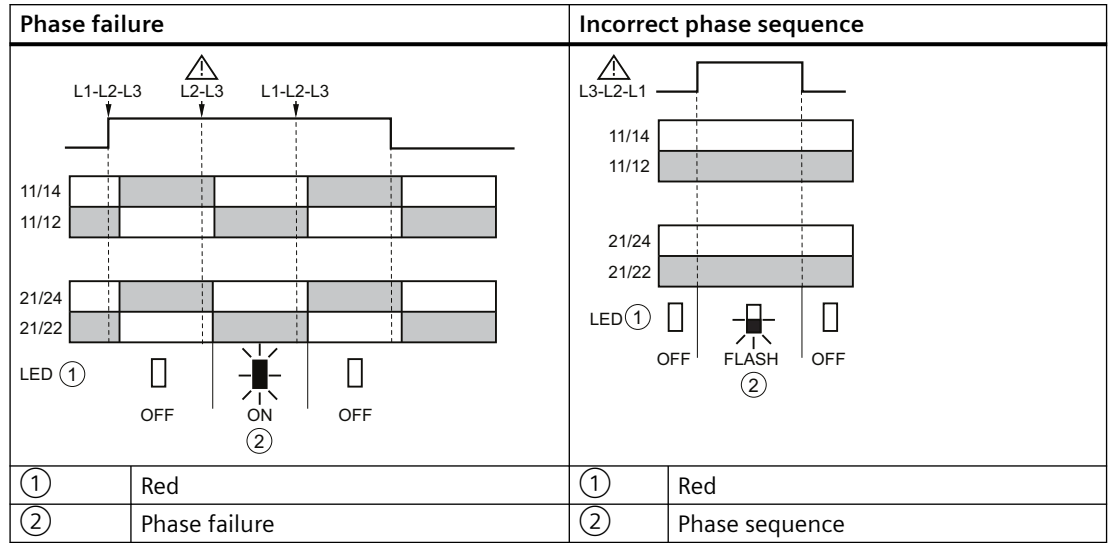 Phase failure
Incorrect phase sequence
L1-L2-L3 L2-L3 L1-L2-L3
11/14
11/12
21/24
21/22
LED ①
OFF ON OFF
②
L3-L2-L1
11/14
11/12
21/24
21/22
LED ①
OFF FLASH OFF
②
① Red
② Phase failure
① Red
② Phase sequence